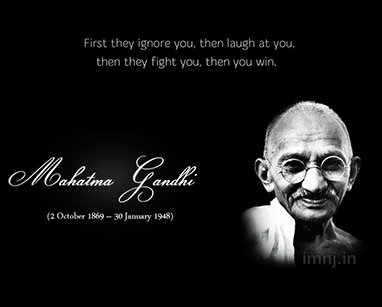 First they ignore you, then laugh at you,
then they fight you, then you win.
Mahatma Gandhi
(2 October 1869 – 30 January 1948)
imnj.in